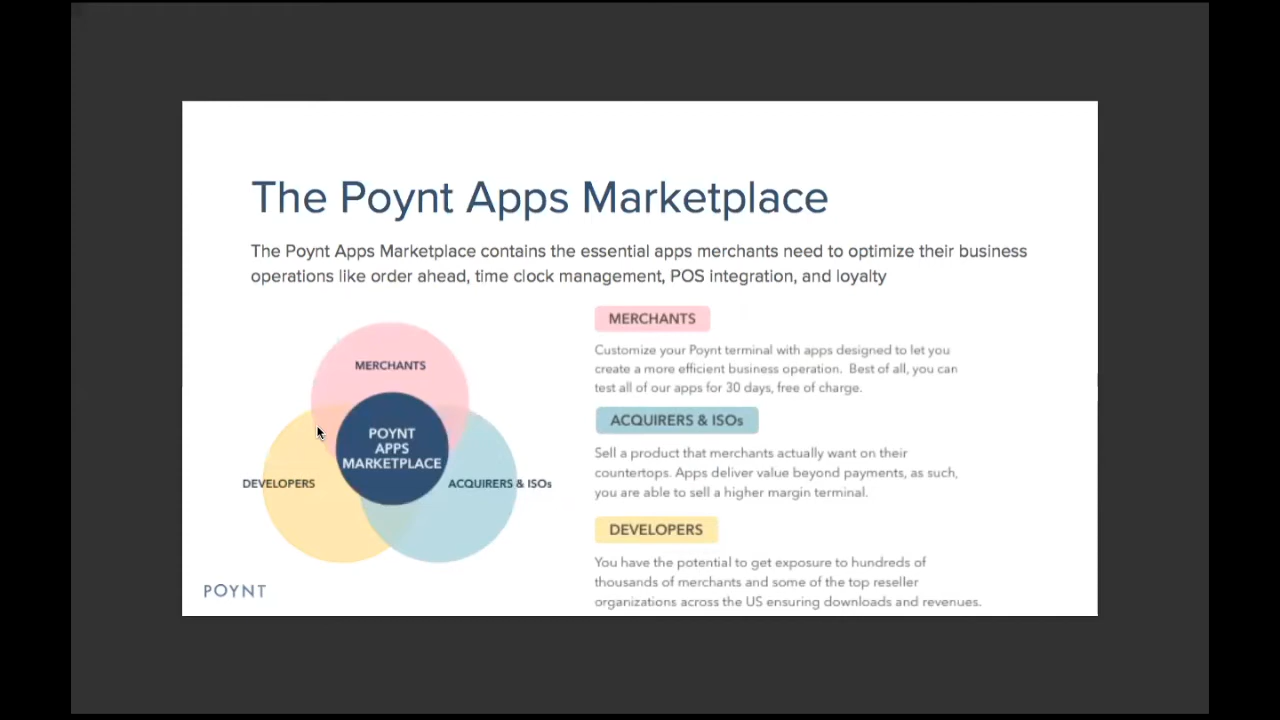 The Poynt Apps Marketplace
The Poynt Apps Marketplace contains the essential apps merchants need to optimize their business
operations like order ahead, time clock management, POS integration, and loyalty
MERCHANTS
POYNT
APPS
MARKETPLACE
DEVELOPERS
ACQUIRERS & ISOs
MERCHANTS
Customize your Poynt terminal with apps designed to let you
create a more efficient business operation. Best of all, you can
test all of our apps for 30 days, free of charge.
ACQUIRERS & ISOs
Sell a product that merchants actually want on their
countertops. Apps deliver value beyond payments, as such,
you are able to sell a higher margin terminal.
DEVELOPERS
You have the potential to get exposure to hundreds of
thousands of merchants and some of the top reseller
organizations across the US ensuring downloads and revenues.
POYNT